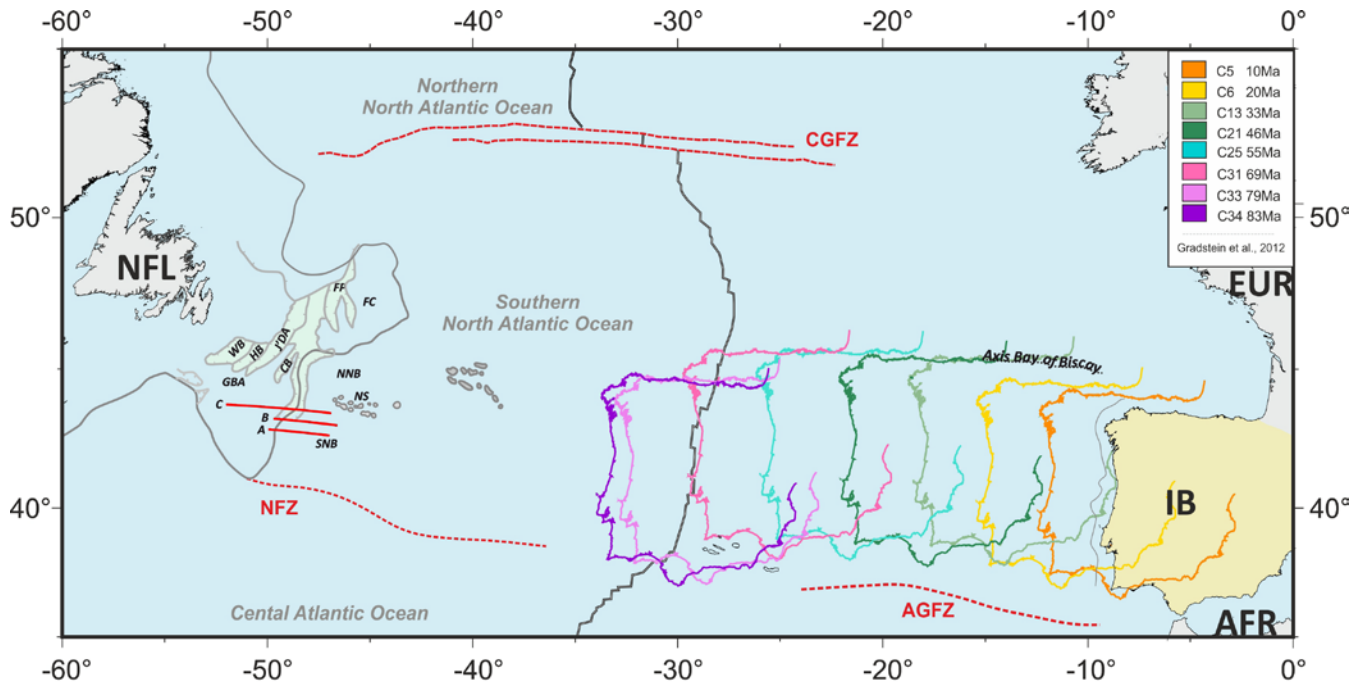 -60° -50° -40° -30° -20° -10° 0°
Northern
North Atlantic Ocean
C5 10Ma
C6 20Ma
C13 33Ma
C21 46Ma
C25 55Ma
C31 69Ma
C33 79Ma
C34 83Ma
Gradstein et al., 2012
CGFZ
50° 50°
NFL
EUR
FP
FC
Southern
North Atlantic Ocean
WB
HB
J'DA
CB
Axis Bay of Biscay
GBA
NNB
NS
C
B
A
SNB
40° 40°
NFZ
IB
AGFZ
Cental Atlantic Ocean
AFR
-60° -50° -40° -30° -20° -10° 0°